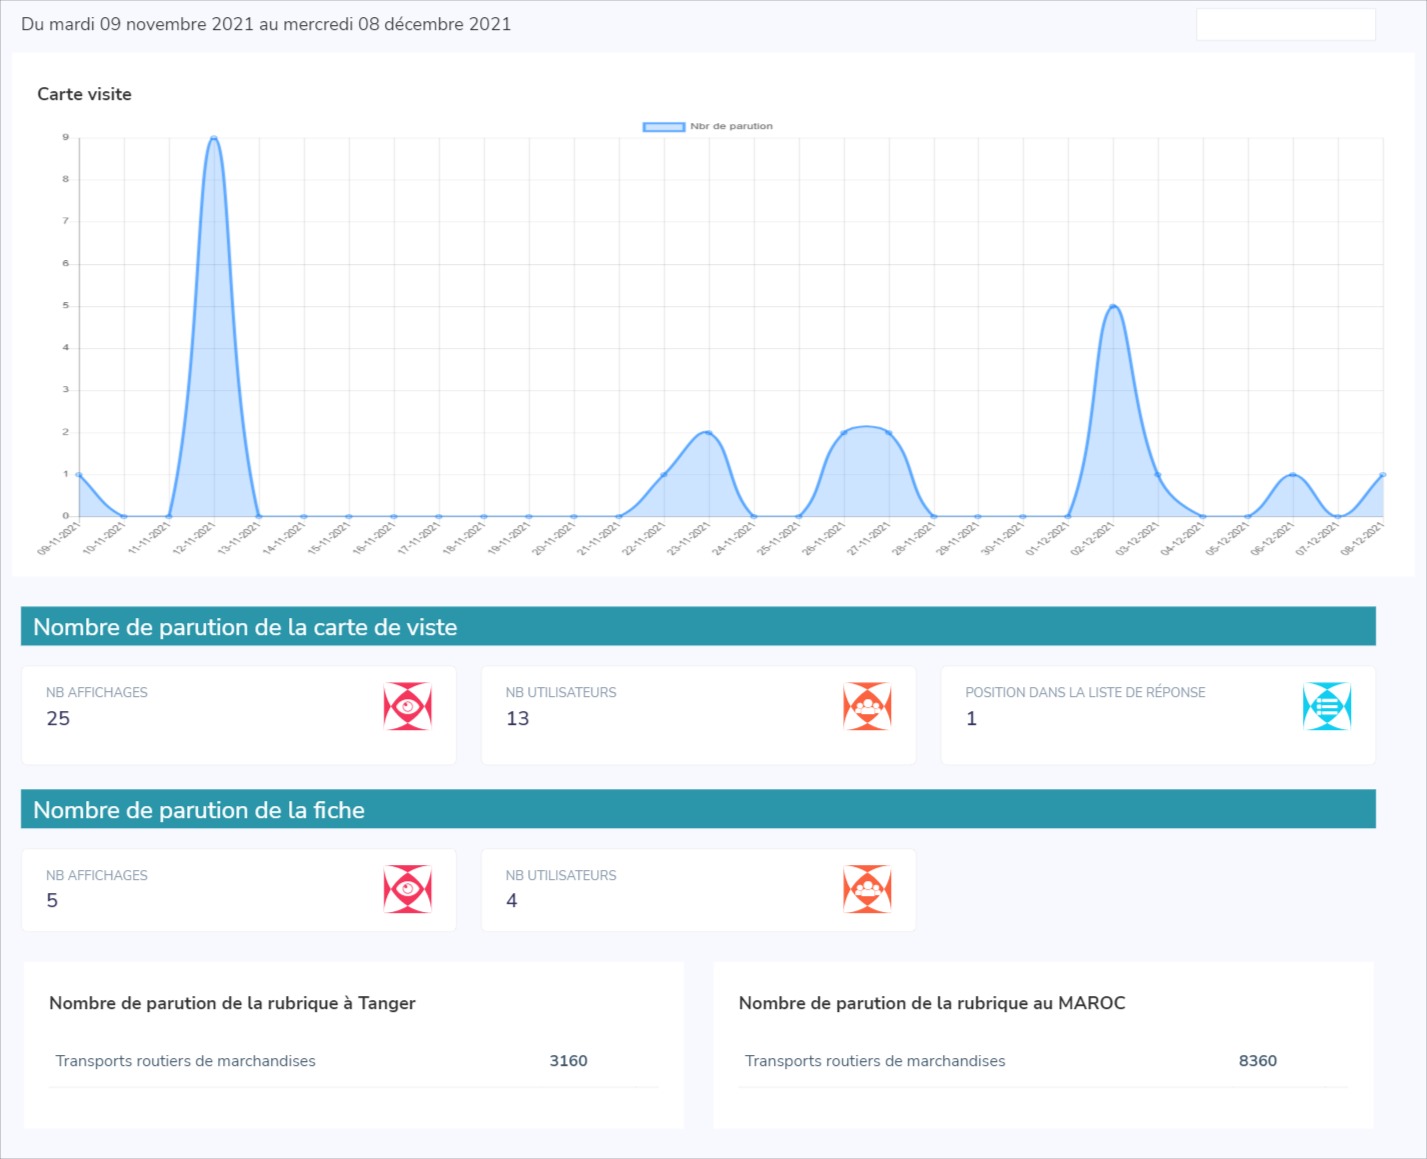 Du mardi 09 novembre 2021 au mercredi 08 décembre 2021
Carte visite
Nbr de parution
9
8
7
6
5
4
3
2
1
0
09-11-2021 10-11-2021 11-11-2021 12-11-2021 13-11-2021 14-11-2021 15-11-2021 16-11-2021 17-11-2021 18-11-2021 19-11-2021 20-11-2021 21-11-2021 22-11-2021 23-11-2021 24-11-2021 25-11-2021 26-11-2021 27-11-2021 28-11-2021 29-11-2021 30-11-2021 01-12-2021 02-12-2021 03-12-2021 04-12-2021 05-12-2021 06-12-2021 07-12-2021 08-12-2021
Nombre de parution de la carte de viste
NB AFFICHAGES
25
NB UTILISATEURS
13
POSITION DANS LA LISTE DE RÉPONSE
1
Nombre de parution de la fiche
NB AFFICHAGES
5
NB UTILISATEURS
4
Nombre de parution de la rubrique à Tanger
Transports routiers de marchandises 3160
Nombre de parution de la rubrique au MAROC
Transports routiers de marchandises 8360